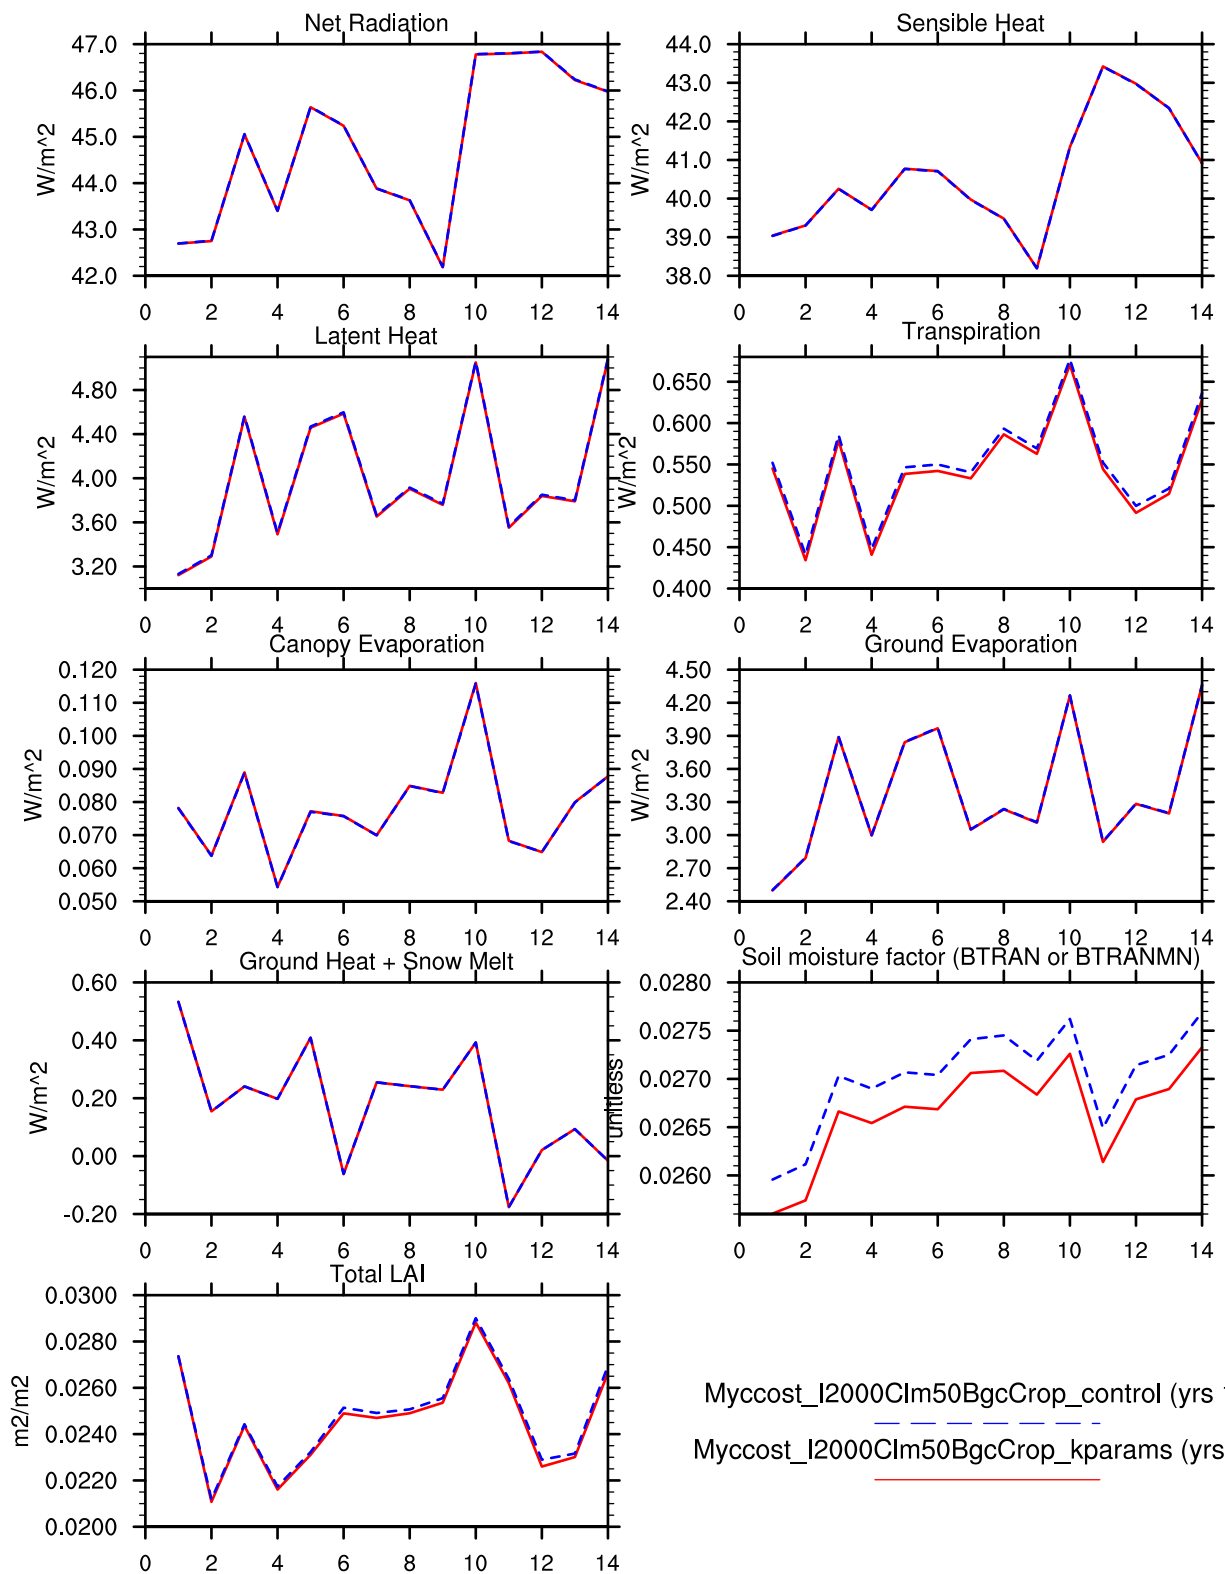 Net Radiation
W/m^2
47.0
46.0
45.0
44.0
43.0
42.0
0 2 4 6 8 10 12 14
Sensible Heat
W/m^2
44.0
43.0
42.0
41.0
40.0
39.0
38.0
0 2 4 6 8 10 12 14
Latent Heat
W/m^2
4.80
4.40
4.00
3.60
3.20
0 2 4 6 8 10 12 14
Transpiration
W/m^2
0.650
0.600
0.550
0.500
0.450
0.400
0 2 4 6 8 10 12 14
Canopy Evaporation
W/m^2
0.120
0.110
0.100
0.090
0.080
0.070
0.060
0.050
0 2 4 6 8 10 12 14
Ground Evaporation
W/m^2
4.50
4.20
3.90
3.60
3.30
3.00
2.70
2.40
0 2 4 6 8 10 12 14
Ground Heat + Snow Melt
W/m^2
0.60
0.40
0.20
0.00
-0.20
0 2 4 6 8 10 12 14
Soil moisture factor (BTRAN or BTRANMN)
unitless
0.0280
0.0275
0.0270
0.0265
0.0260
0 2 4 6 8 10 12 14
Total LAI
m2/m2
0.0300
0.0280
0.0260
0.0240
0.0220
0.0200
0 2 4 6 8 10 12 14
Myccost_I2000Clm50BgcCrop_control (yrs
Myccost_I2000Clm50BgcCrop_kparams (yrs